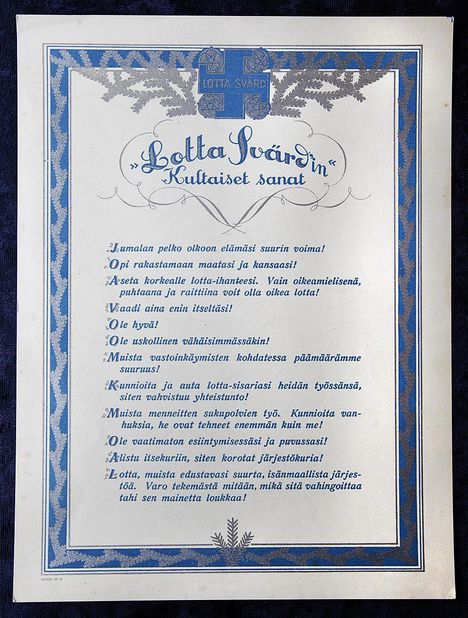 LOTTA SVÄRD
„Lotta Svärdin“
Kultaiset sanat
Jumalan pelko olkoon elämäsi suurin voima!
Opi rakastamaan maatasi ja kansaasi!
Aseta korkealle lotta-ihanteesi. Vain oikeamielisenä,
puhtaana ja raittiina voit olla oikea lotta!
Vaadi aina enin itseltäsi!
Ole hyvä!
Ole uskollinen vähäisimmässäkin!
Muista vastoinkäymisten kohdatessa päämäärämme
suuruus!
Kunnioita ja auta lotta-sisariasi heidän työssänsä,
siten vahvistuu yhteistunto!
Muista menneitten sukupolvien työ. Kunnioita van-
huksia, he ovat tehneet enemmän kuin me!
Ole vaatimaton esiintymisessäsi ja puvussasi!
Alistu itsekuriin, siten korotat järjestökuria!
Lotta, muista edustavasi suurta, isänmaallista järjes-
töä. Varo tekemästä mitään, mikä sitä vahingoittaa
tahi sen mainetta loukkaa!